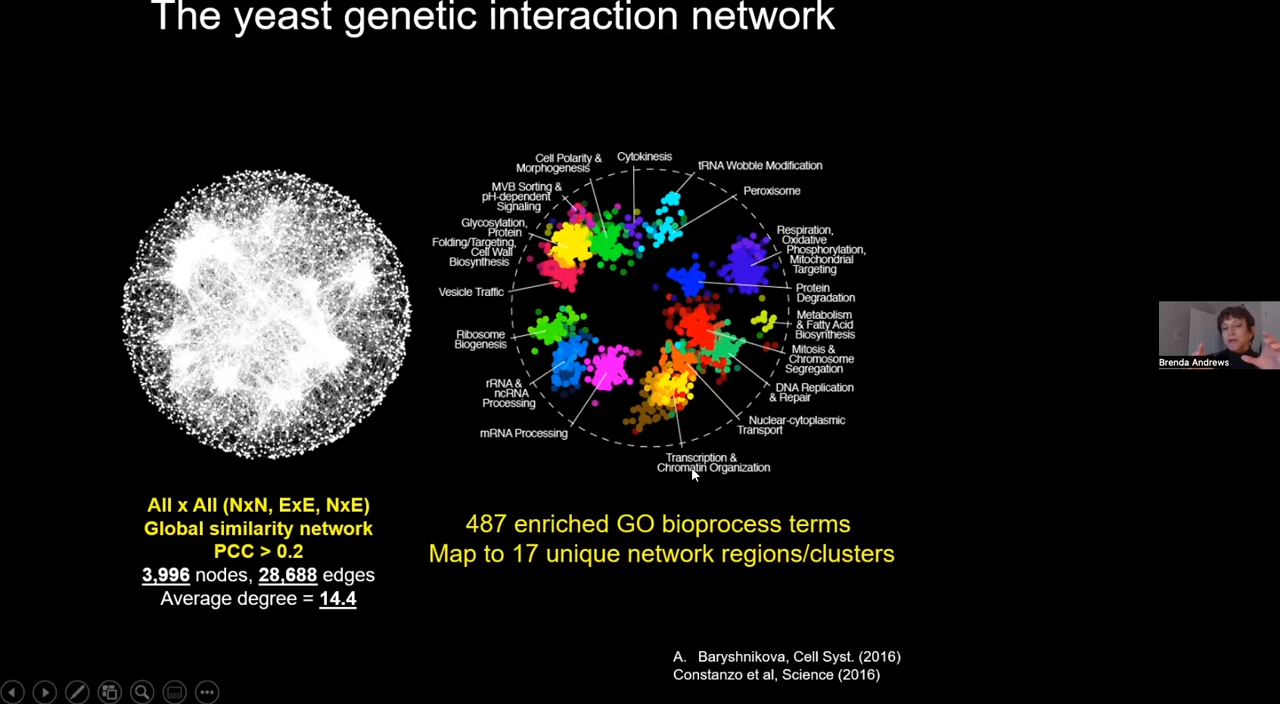 The yeast genetic interaction network
Cell Polarity &
Morphogenesis
Cytokinesis
tRNA Wobble Modification
MVB Sorting &
pH-dependent
Signaling
Peroxisome
Glycosylation,
Protein
Folding/Targeting,
Cell Wall
Biosynthesis
Respiration,
Oxidative
Phosphorylation,
Mitochondrial
Targeting
Vesicle Traffic
Protein
Degradation
Ribosome
Biogenesis
Metabolism
& Fatty Acid
Biosynthesis
Mitosis &
Chromosome
Segregation
rRNA &
ncRNA
Processing
DNA Replication
& Repair
mRNA Processing
Nuclear-cytoplasmic
Transport
Transcription &
Chromatin Organization
Brenda Andrews
All x All (NxN, ExE, NxE)
Global similarity network
PCC > 0.2
3,996 nodes, 28,688 edges
Average degree = 14.4
487 enriched GO bioprocess terms
Map to 17 unique network regions/clusters
A. Baryshnikova, Cell Syst. (2016)
Constanzo et al, Science (2016)